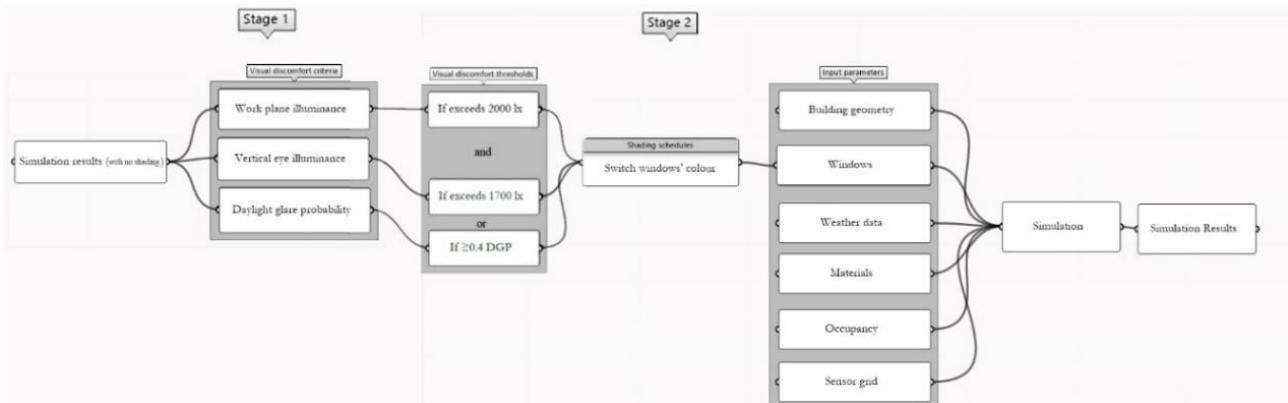 Stage 1
Stage 2
Visual discomfort criteria
Visual discomfort thresholds
Input parameters
Simulation results (with no shading)
Work plane illuminance
Vertical eye illuminance
Daylight glare probability
If exceeds 2000 lx
and
If exceeds 1700 lx
or
If ≥0.4 DGP
Shading schedules
Switch windows' colour
Building geometry
Windows
Weather data
Materials
Occupancy
Sensor grid
Simulation
Simulation Results